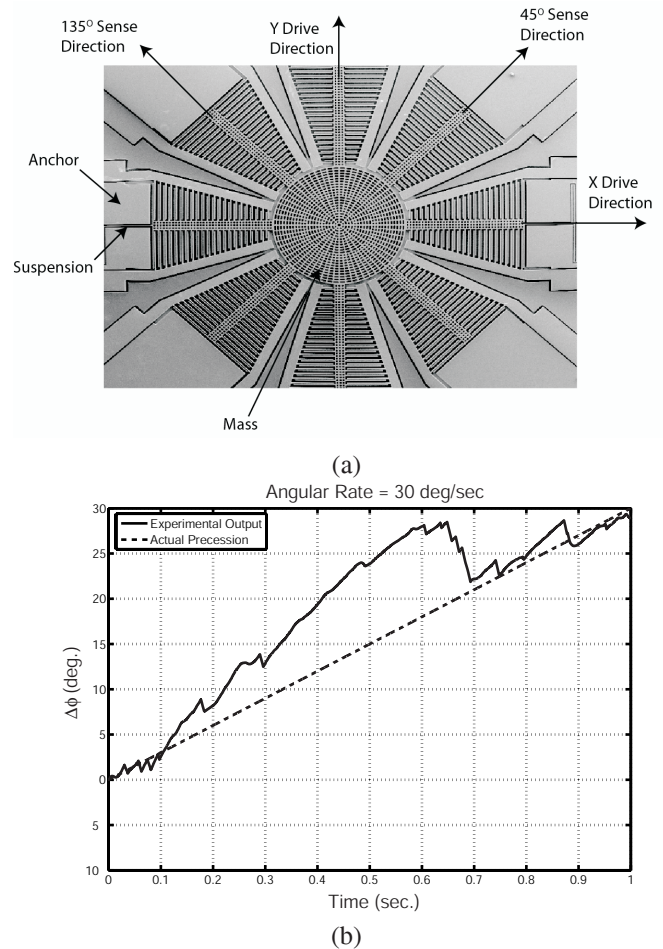 135° Sense
Direction
Y Drive
Direction
45° Sense
Direction
Anchor
X Drive
Direction
Suspension
Mass
(a)
Angular Rate = 30 deg/sec
Experimental Output
Actual Precession
30
25
20
15
10
5
0
5
10
Δϕ (deg.)
0
0.1
0.2
0.3
0.4
0.5
0.6
0.7
0.8
0.9
1
Time (sec.)
(b)